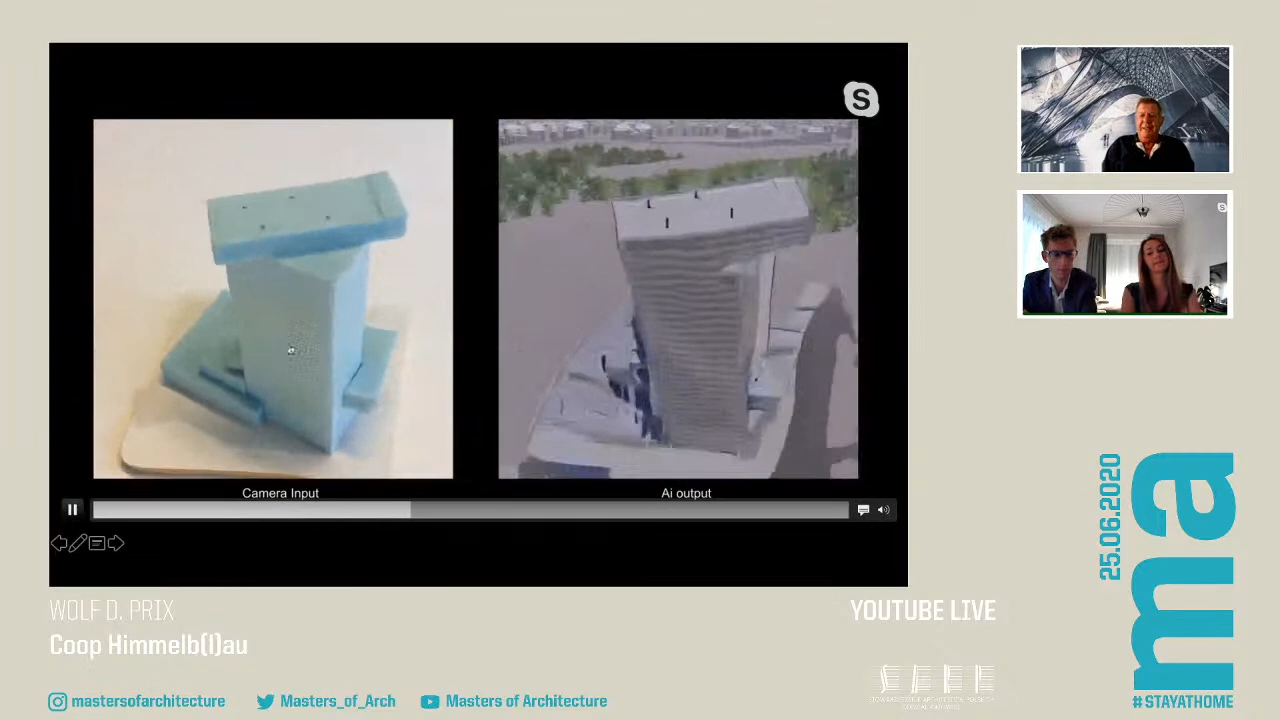 S
Camera Input
Ai output
WOLF D. PRIX
Coop Himmelb(l)au
YOUTUBE LIVE
mastersofarchitecture
Masters_of_Arch
Masters of Architecture
25.06.2020
ma
#STAYATHOME